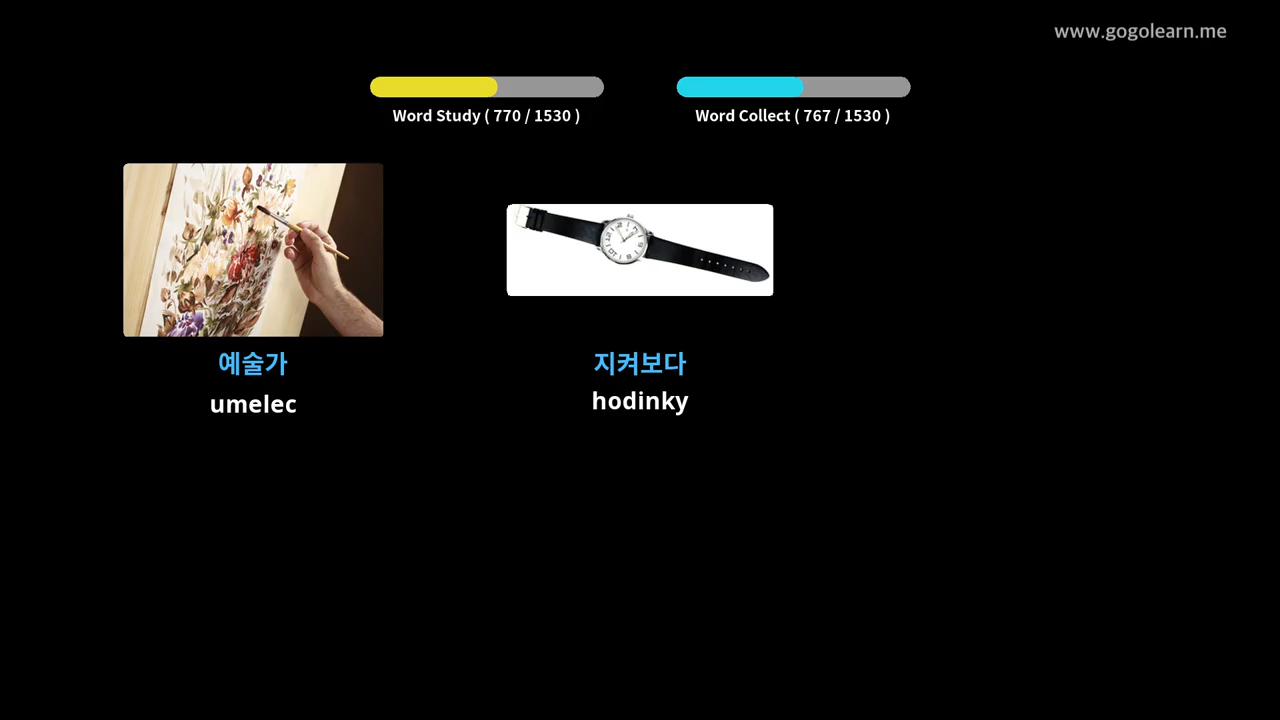 www.gogolearn.me
Word Study ( 770 / 1530 )
Word Collect ( 767 / 1530 )
예술가
umelec
지켜보다
hodinky